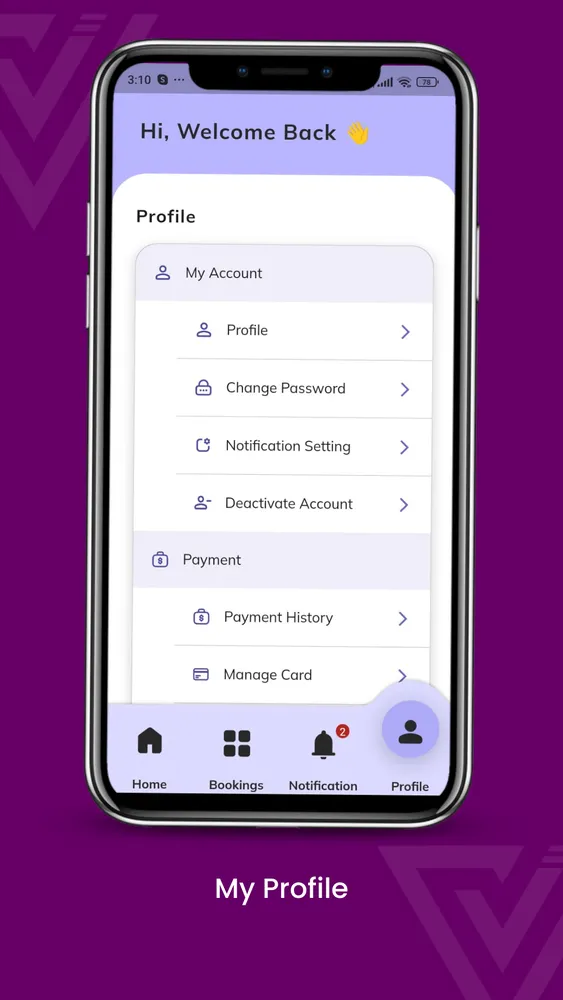 3:10
78
Hi, Welcome Back 👋
Profile
My Account
Profile
Change Password
Notification Setting
Deactivate Account
Payment
Payment History
Manage Card
2
Home Bookings Notification Profile
My Profile